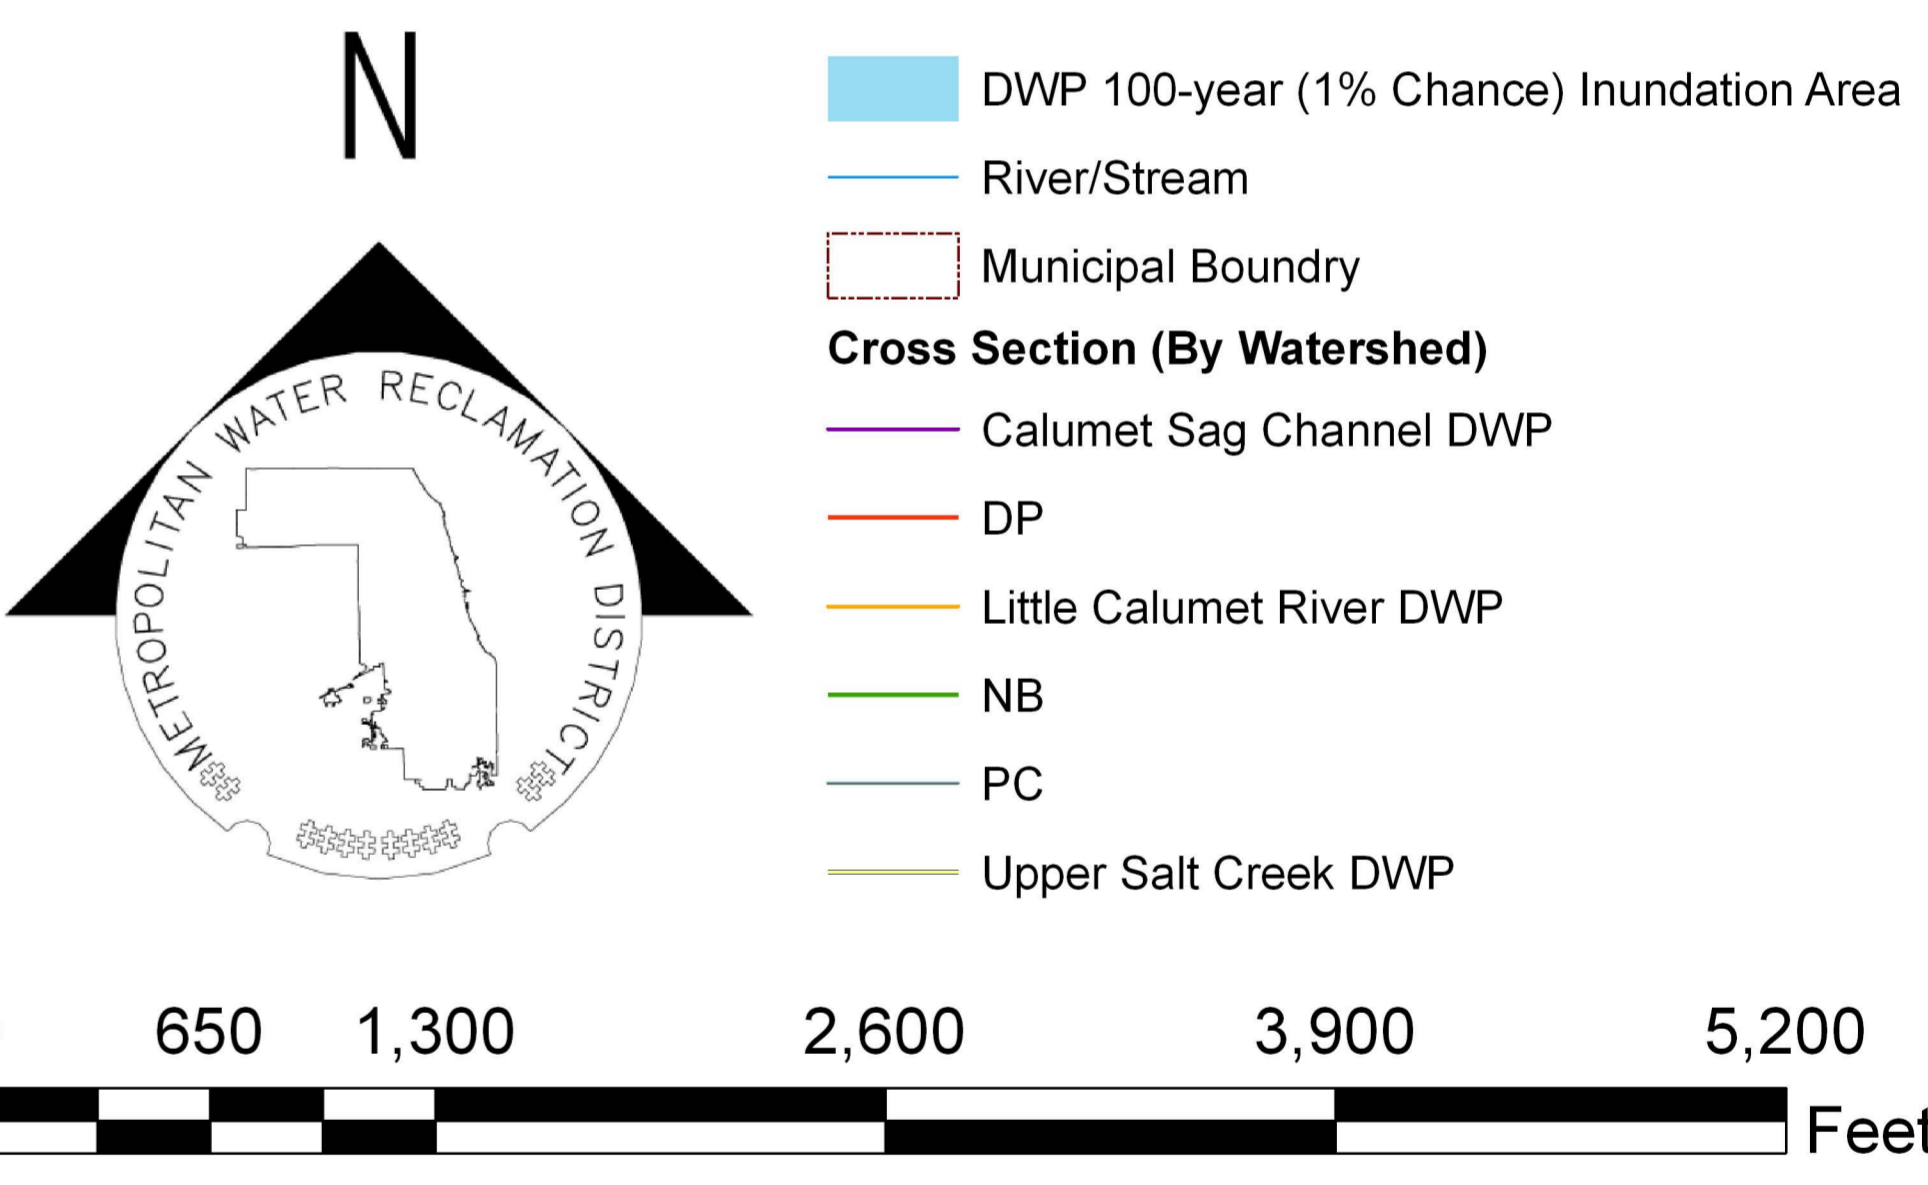 N
METROPOLITAN WATER RECLAMATION DISTRICT
DWP 100-year (1% Chance) Inundation Area
River/Stream
Municipal Boundry
Cross Section (By Watershed)
Calumet Sag Channel DWP
DP
Little Calumet River DWP
NB
PC
Upper Salt Creek DWP
650 1,300 2,600 3,900 5,200
Feet